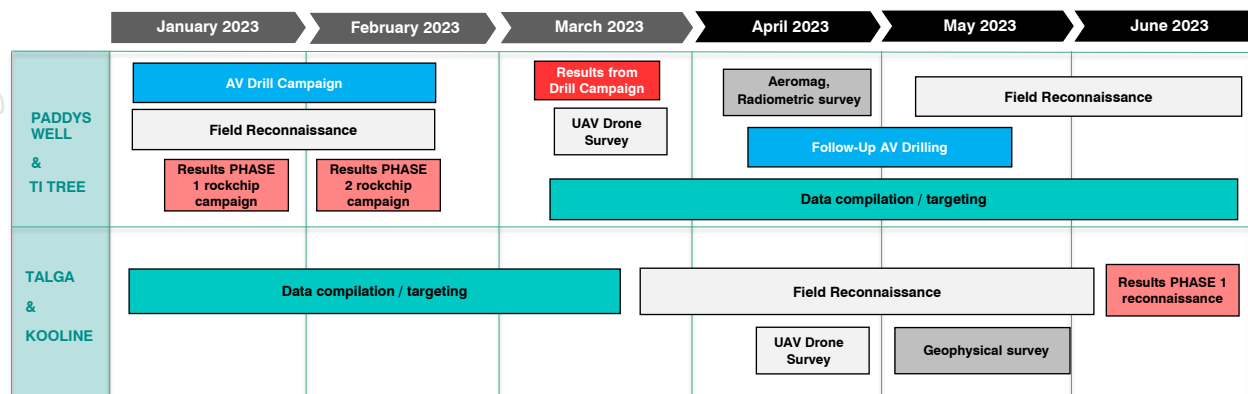 January 2023
February 2023
March 2023
April 2023
May 2023
June 2023
PADDYS
WELL
&
TI TREE
AV Drill Campaign
Field Reconnaissance
Results PHASE
1 rockchip
campaign
Results PHASE
2 rockchip
campaign
Results from
Drill Campaign
UAV Drone
Survey
Aeromag,
Radiometric survey
Field Reconnaissance
Follow-Up AV Drilling
Data compilation / targeting
TALGA
&
KOOLINE
Data compilation / targeting
Field Reconnaissance
Results PHASE 1
reconnaissance
UAV Drone
Survey
Geophysical survey